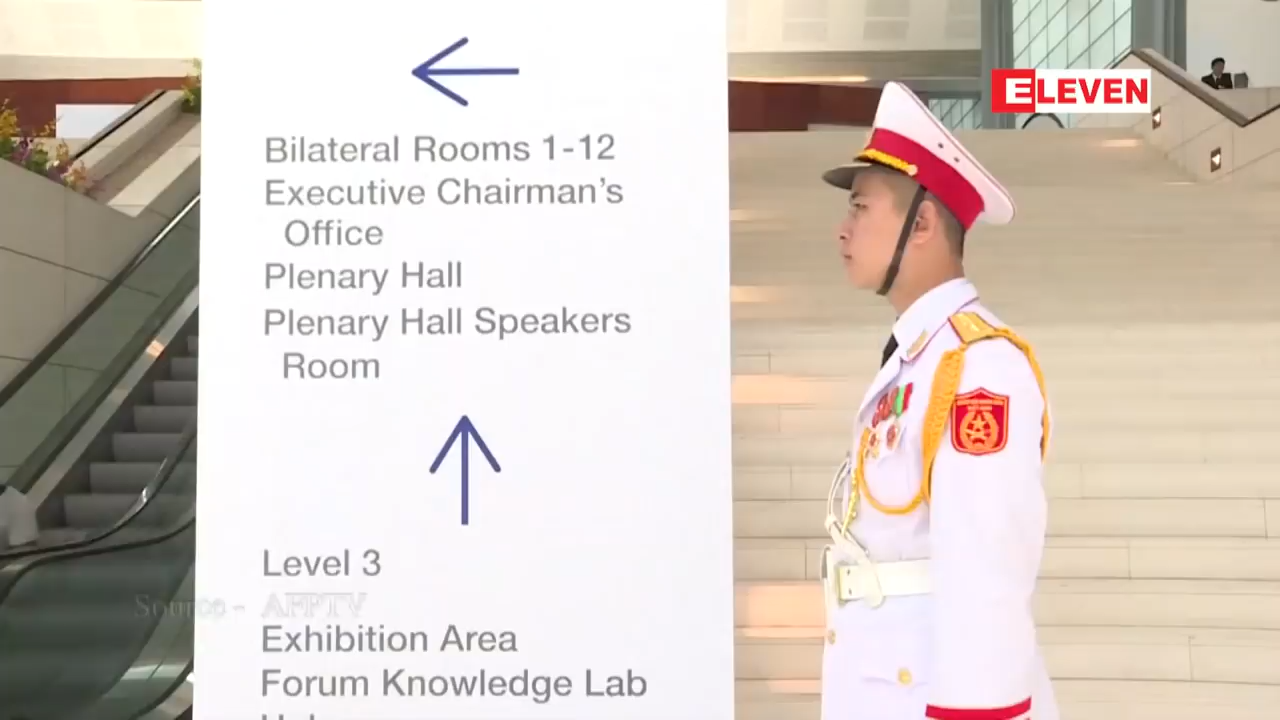 ELEVEN
Bilateral Rooms 1-12
Executive Chairman's
Office
Plenary Hall
Plenary Hall Speakers
Room
Level 3
Source - AFPTV
Exhibition Area
Forum Knowledge Lab